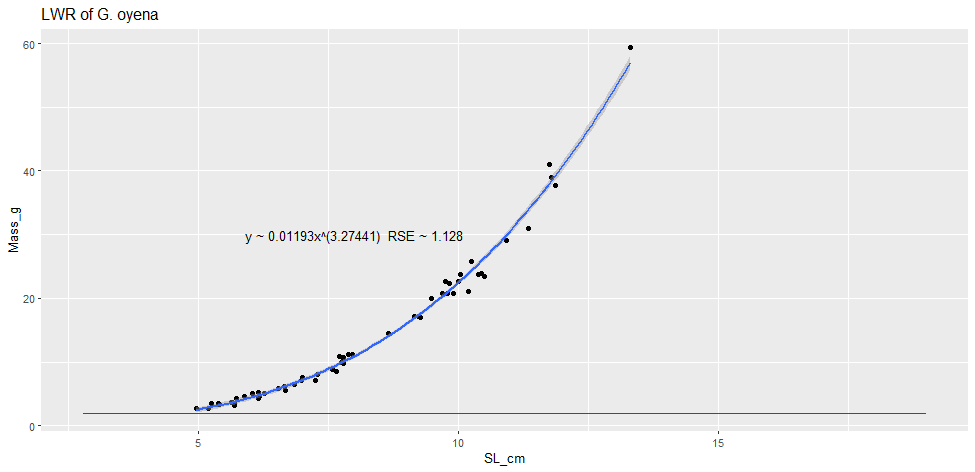 LWR of G. oyena
60
40
20
0
Mass_g
y ~ 0.01193x^(3.27441)  RSE ~ 1.128
5 10 15
SL_cm